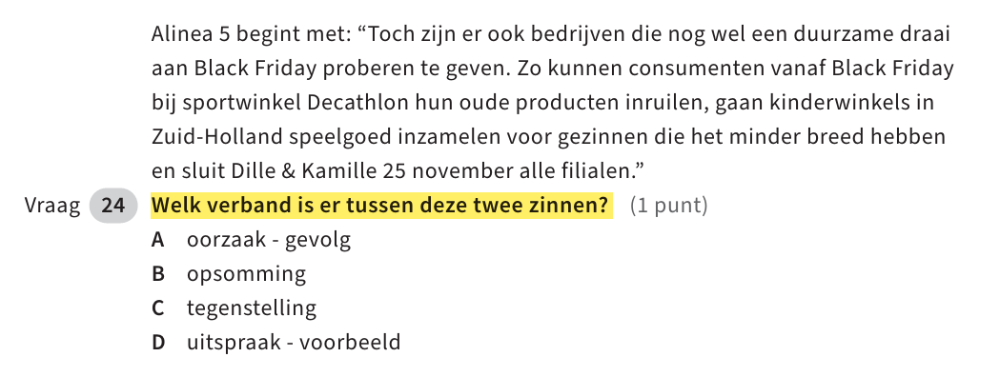 Alinea 5 begint met: “Toch zijn er ook bedrijven die nog wel een duurzame draai
aan Black Friday proberen te geven. Zo kunnen consumenten vanaf Black Friday
bij sportwinkel Decathlon hun oude producten inruilen, gaan kinderwinkels in
Zuid-Holland speelgoed inzamelen voor gezinnen die het minder breed hebben
en sluit Dille & Kamille 25 november alle filialen.”
Vraag 24 Welk verband is er tussen deze twee zinnen? (1 punt)
A oorzaak - gevolg
B opsomming
C tegenstelling
D uitspraak - voorbeeld